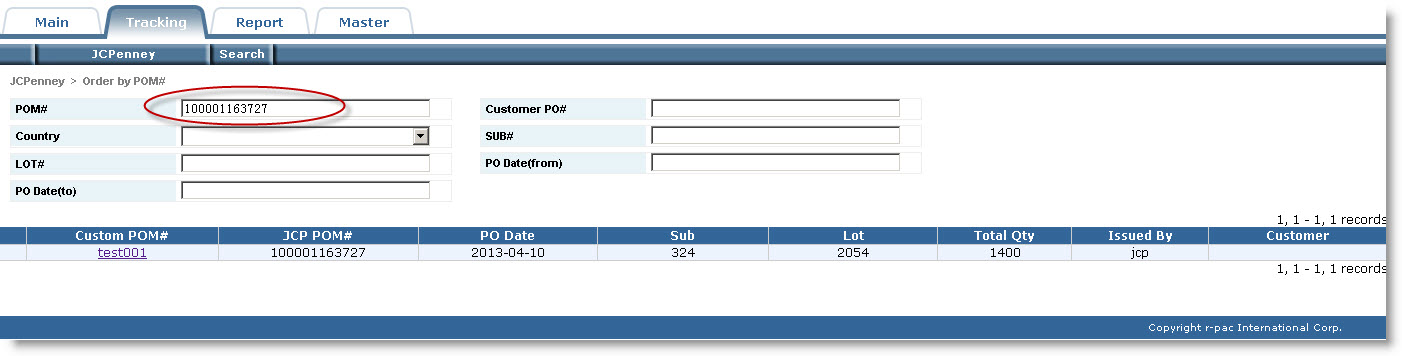 Main Tracking Report Master
JCPenney Search
JCPenney > Order by POM#
POM# 100001163727 Customer PO#
Country SUB#
LOT# PO Date(from)
PO Date(to)
1, 1 - 1, 1 records
Custom POM# JCP POM# PO Date Sub Lot Total Qty Issued By Customer
test001 100001163727 2013-04-10 324 2054 1400 jcp
1, 1 - 1, 1 records
Copyright r-pac International Corp.